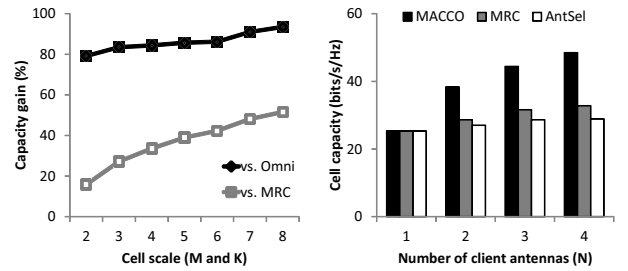 100
80
60
40
20
0
Capacity gain (%)
vs. Omni
vs. MRC
2 3 4 5 6 7 8
Cell scale (M and K)
MACCO MRC AntSel
60
40
20
0
Cell capacity (bits/s/Hz)
1 2 3 4
Number of client antennas (N)